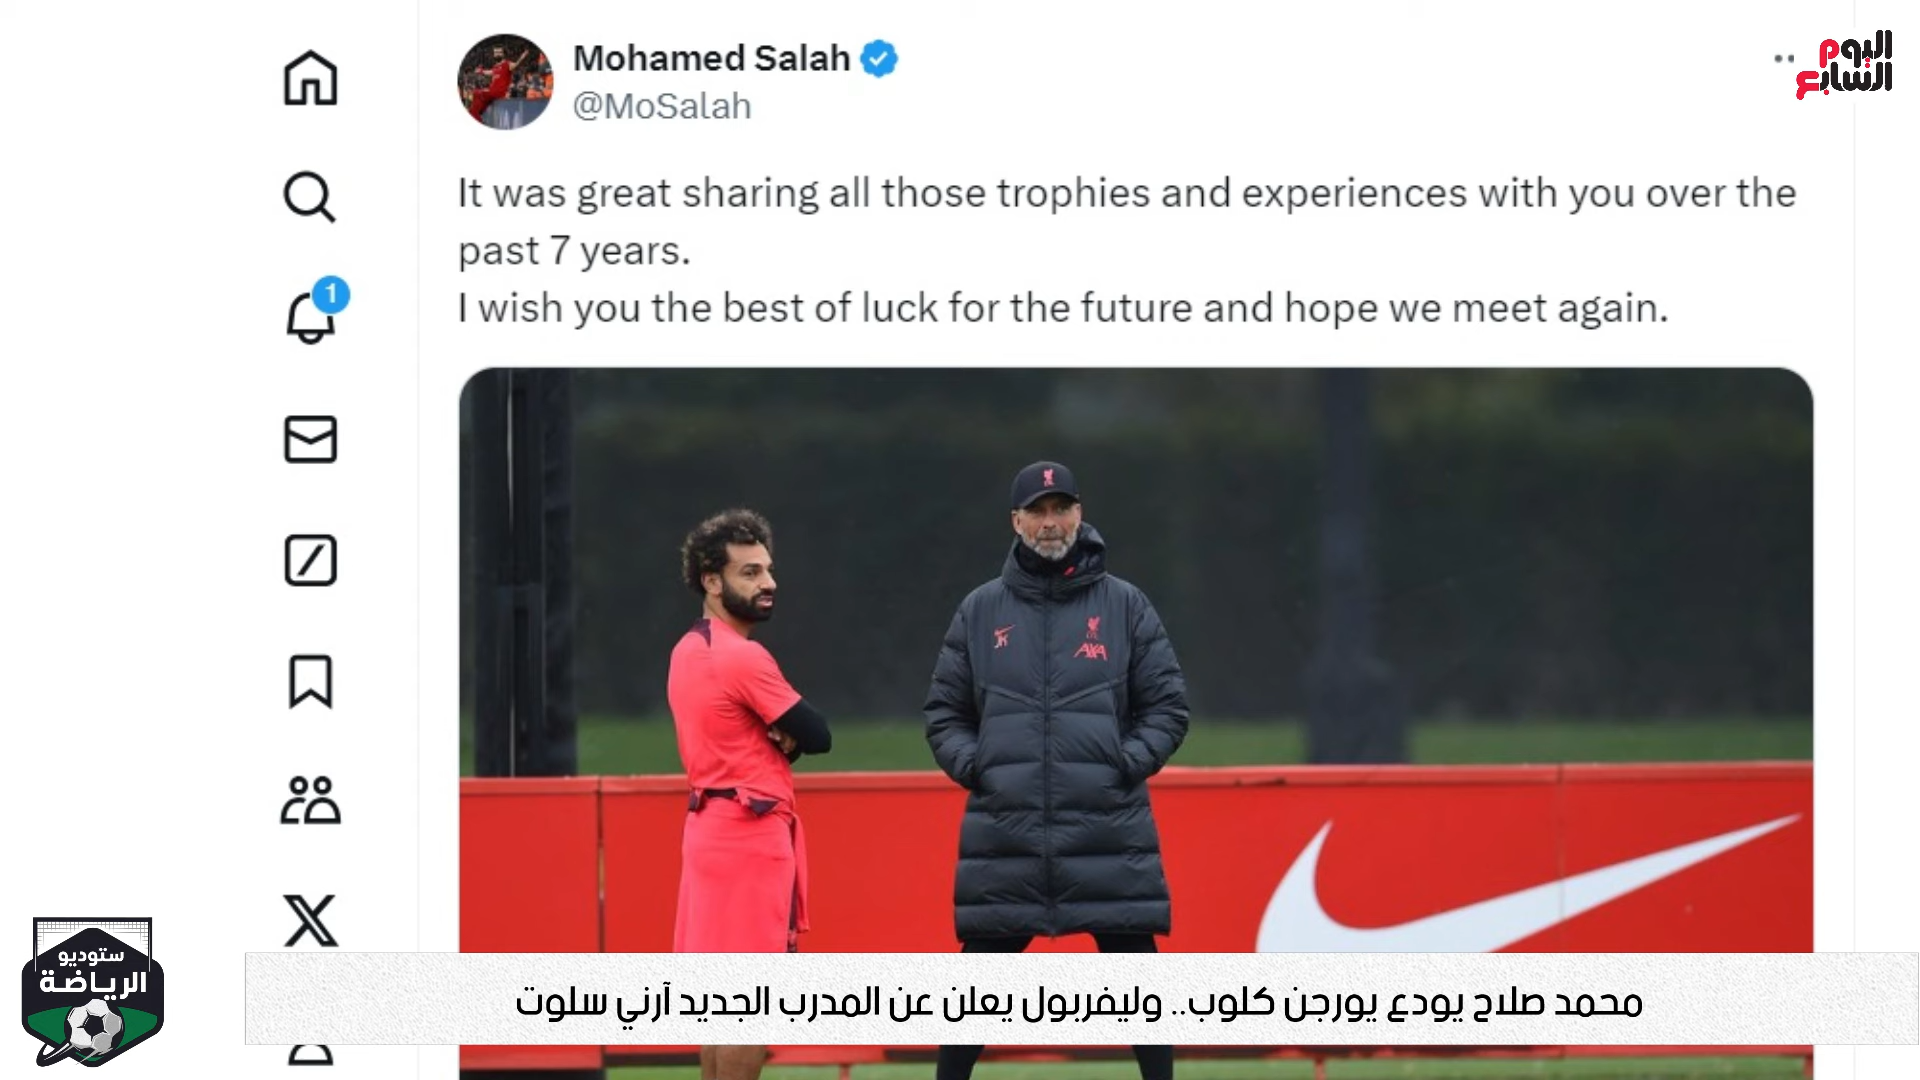 Mohamed Salah
@MoSalah
اليوم
السابع
It was great sharing all those trophies and experiences with you over the
past 7 years.
I wish you the best of luck for the future and hope we meet again.
1
JK
AXA
ستوديو
الرياضة
محمد صلاح يودع يورجن كلوب.. وليفربول يعلن عن المدرب الجديد آرني سلوت